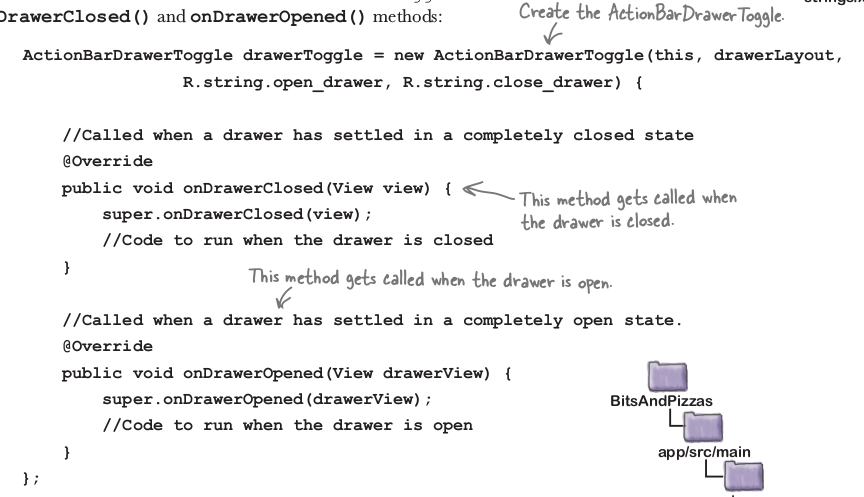 DrawerClosed() and onDrawerOpened() methods:
Create the ActionBarDrawerToggle.
ActionBarDrawerToggle drawerToggle = new ActionBarDrawerToggle(this, drawerLayout,
R.string.open_drawer, R.string.close_drawer) {
//Called when a drawer has settled in a completely closed state
@Override
public void onDrawerClosed(View view) {
This method gets called when
the drawer is closed.
super.onDrawerClosed(view);
//Code to run when the drawer is closed
}
This method gets called when the drawer is open.
//Called when a drawer has settled in a completely open state.
@Override
public void onDrawerOpened(View drawerView) {
super.onDrawerOpened(drawerView);
//Code to run when the drawer is open
}
};
BitsAndPizzas
app/src/main